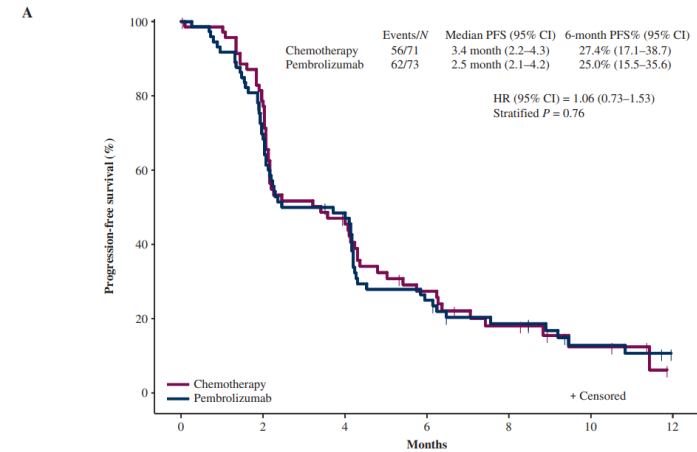 A
Events/N Median PFS (95% CI) 6-month PFS% (95% CI)
Chemotherapy 56/71 3.4 month (2.2–4.3) 27.4% (17.1–38.7)
Pembrolizumab 62/73 2.5 month (2.1–4.2) 25.0% (15.5–35.6)
HR (95% CI) = 1.06 (0.73–1.53)
Stratified P = 0.76
Progression-free survival (%)
100
80
60
40
20
0
Chemotherapy
Pembrolizumab
+ Censored
0 2 4 6 8 10 12
Months